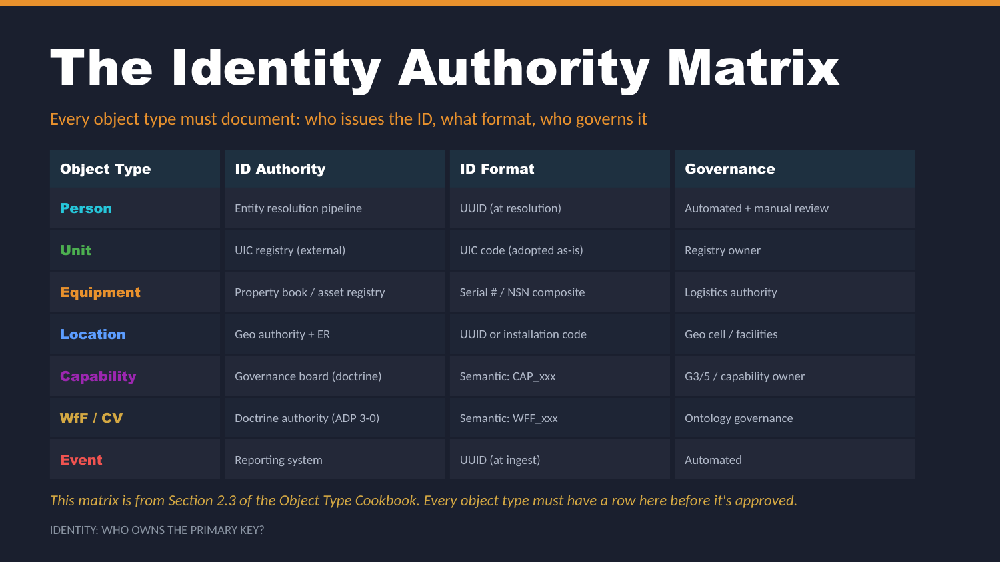 The Identity Authority Matrix
Every object type must document: who issues the ID, what format, who governs it
Object Type ID Authority ID Format Governance
Person Entity resolution pipeline UUID (at resolution) Automated + manual review
Unit UIC registry (external) UIC code (adopted as-is) Registry owner
Equipment Property book / asset registry Serial # / NSN composite Logistics authority
Location Geo authority + ER UUID or installation code Geo cell / facilities
Capability Governance board (doctrine) Semantic: CAP_xxx G3/5 / capability owner
WfF / CV Doctrine authority (ADP 3-0) Semantic: WFF_xxx Ontology governance
Event Reporting system UUID (at ingest) Automated
This matrix is from Section 2.3 of the Object Type Cookbook. Every object type must have a row here before it's approved.
IDENTITY: WHO OWNS THE PRIMARY KEY?